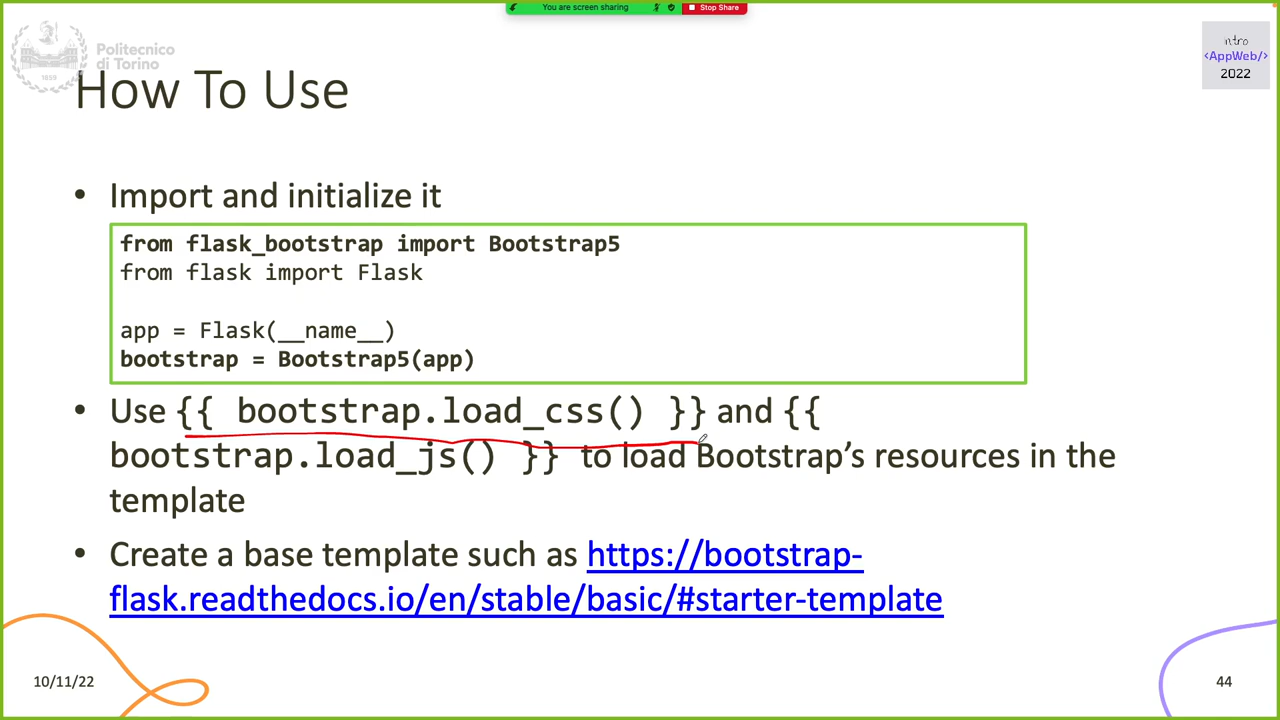 You are screen sharing
Stop Share
Politecnico
di Torino
1859
intro
<AppWeb/>
2022
How To Use
• Import and initialize it
from flask_bootstrap import Bootstrap5
from flask import Flask
app = Flask(__name__)
bootstrap = Bootstrap5(app)
• Use {{ bootstrap.load_css() }} and {{
bootstrap.load_js() }} to load Bootstrap’s resources in the
template
• Create a base template such as https://bootstrap-
flask.readthedocs.io/en/stable/basic/#starter-template
10/11/22
44